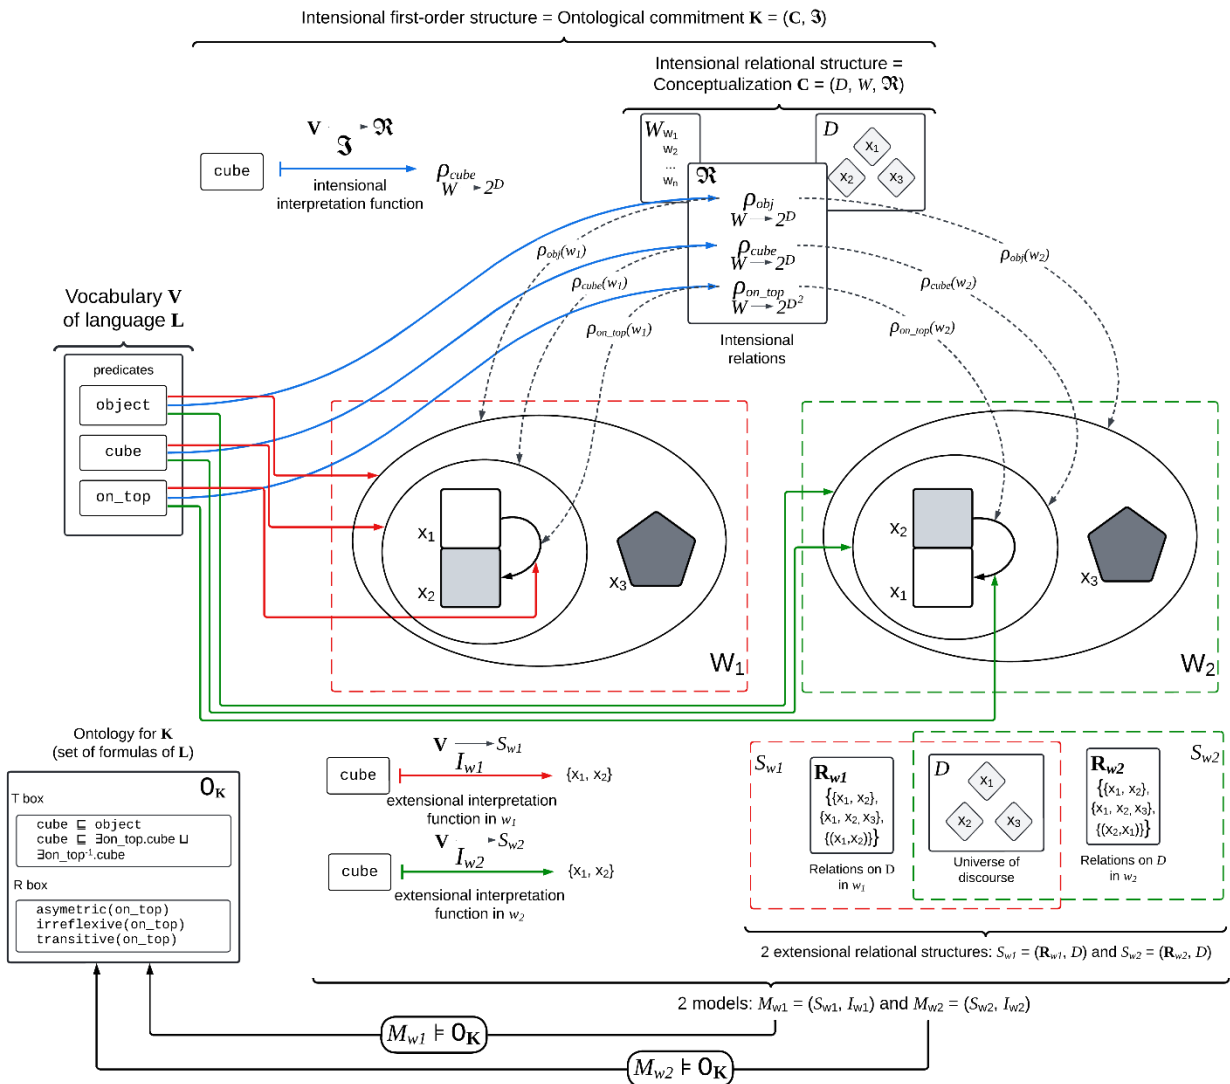 Intensional first-order structure = Ontological commitment K = (C, ℑ)
Intensional relational structure =
Conceptualization C = (D, W, ℜ)
V → ℜ
ℑ
cube
intensional
interpretation function
ρcube
W → 2^D
W
w1
w2
...
wn
D
x1
x2
x3
ℜ
ρobj
W → 2^D
ρcube
W → 2^D
ρon_top
W → 2^D²
Intensional
relations
ρobj(w1)
ρcube(w1)
ρon_top(w1)
ρobj(w2)
ρcube(w2)
ρon_top(w2)
Vocabulary V
of language L
predicates
object
cube
on_top
x1
x2
x3
W1
x2
x1
x3
W2
Ontology for K
(set of formulas of L)
OK
T box
cube ⊑ object
cube ⊑ ∃on_top.cube ⊔
∃on_top⁻¹.cube
R box
asymetric(on_top)
irreflexive(on_top)
transitive(on_top)
V → Sw1
cube
Iw1
{x1, x2}
extensional interpretation
function in w1
V → Sw2
cube
Iw2
{x1, x2}
extensional interpretation
function in w2
Sw1
Rw1
{{x1, x2},
{x1, x2, x3},
{(x1,x2)}}
Relations on D
in w1
D
x1
x2
x3
Universe of
discourse
Rw2
{{x1, x2},
{x1, x2, x3},
{(x2,x1)}}
Relations on D
in w2
Sw2
2 extensional relational structures: Sw1 = (Rw1, D) and Sw2 = (Rw2, D)
2 models: Mw1 = (Sw1, Iw1) and Mw2 = (Sw2, Iw2)
Mw1 ⊧ OK
Mw2 ⊧ OK